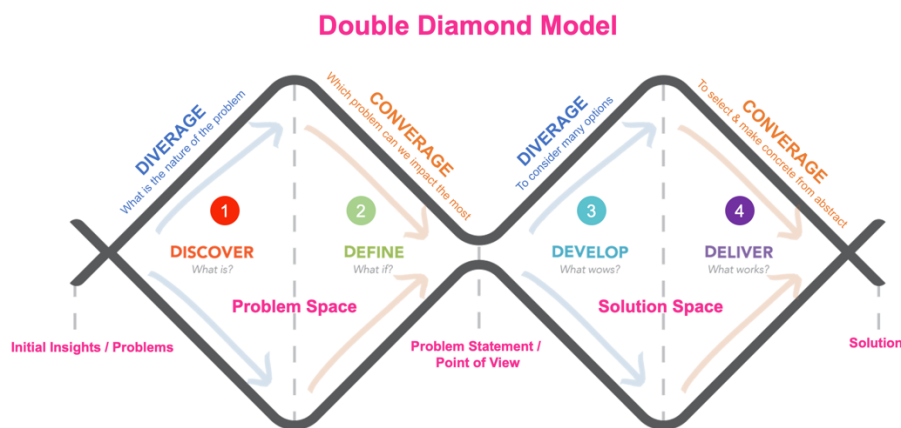 Double Diamond Model
DIVERAGE
What is the nature of the problem
CONVERAGE
Which problem can we impact the most
DIVERAGE
To consider many options
CONVERAGE
To select & make concrete from abstract
1
DISCOVER
What is?
2
DEFINE
What if?
3
DEVELOP
What wows?
4
DELIVER
What works?
Problem Space
Solution Space
Initial Insights / Problems
Problem Statement /
Point of View
Solution